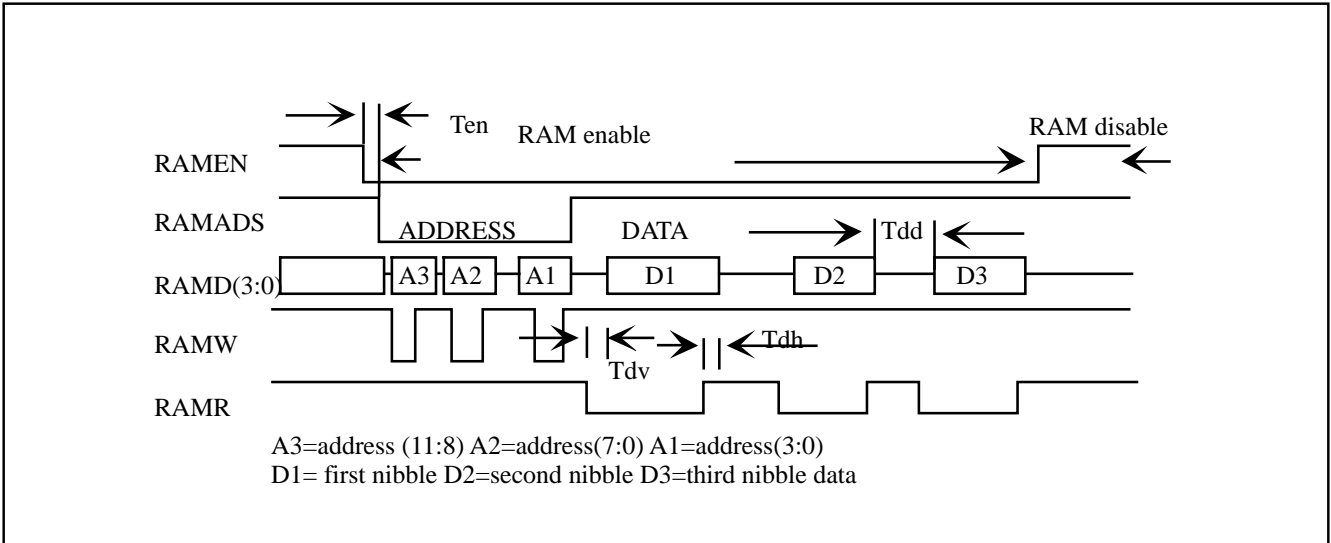 Ten
RAM enable
RAM disable
RAMEN
RAMADS
ADDRESS
DATA
Tdd
RAMD(3:0)
A3
A2
A1
D1
D2
D3
RAMW
Tdv
Tdh
RAMR
A3=address (11:8) A2=address(7:0) A1=address(3:0)
D1= first nibble D2=second nibble D3=third nibble data